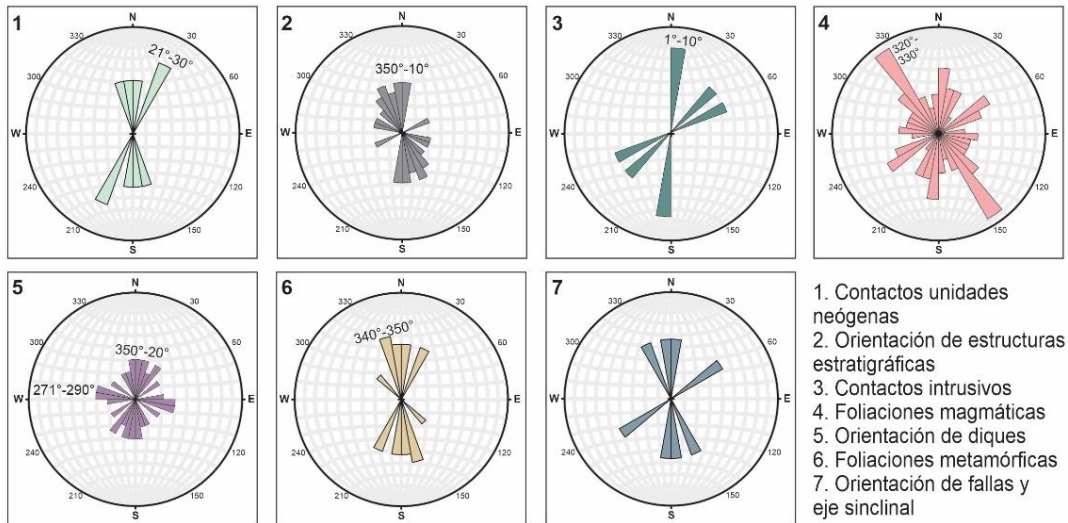 1
N
330
30
21°-30°
300
60
W
E
240
120
210
150
S
2
N
330
30
350°-10°
300
60
W
E
240
120
210
150
S
3
N
330
30
1°-10°
300
60
W
E
240
120
210
150
S
4
N
330
30
320°-
330°
300
60
W
E
240
120
210
150
S
5
N
330
30
350°-20°
300
60
271°-290°
W
E
240
120
210
150
S
6
N
330
30
340°-350°
300
60
W
E
240
120
210
150
S
7
N
330
30
300
60
W
E
240
120
210
150
S
1. Contactos unidades
neógenas
2. Orientación de estructuras
estratigráficas
3. Contactos intrusivos
4. Foliaciones magmáticas
5. Orientación de diques
6. Foliaciones metamórficas
7. Orientación de fallas y
eje sinclinal